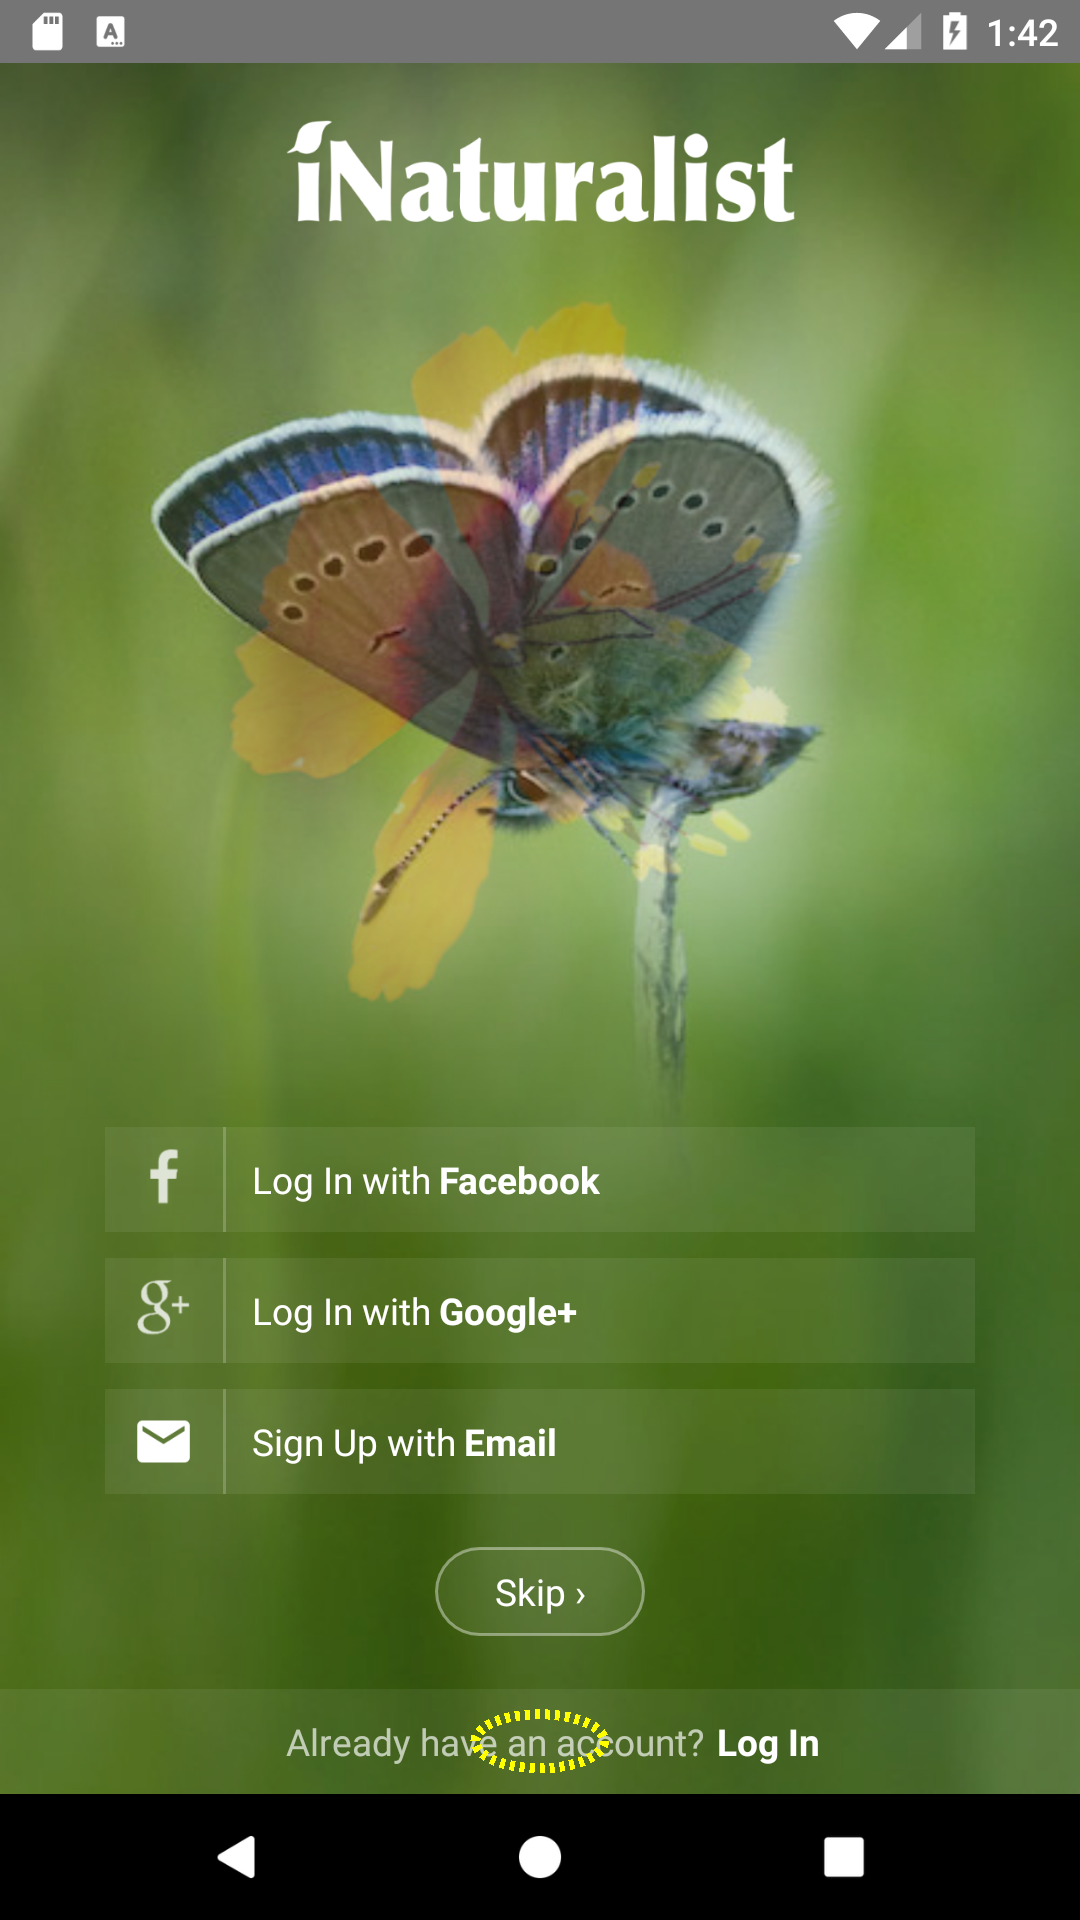 1:42
iNaturalist
Log In with Facebook
Log In with Google+
Sign Up with Email
Skip ›
Already have an account? Log In